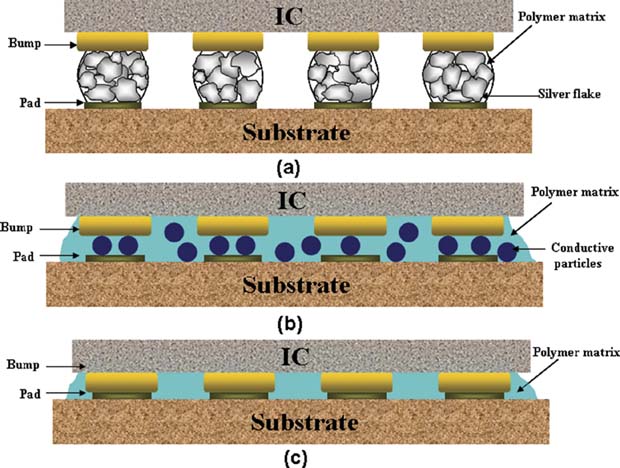 IC
Bump
Polymer matrix
Pad
Silver flake
Substrate
(a)
IC
Polymer matrix
Bump
Conductive
particles
Pad
Substrate
(b)
IC
Bump
Polymer matrix
Pad
Substrate
(c)